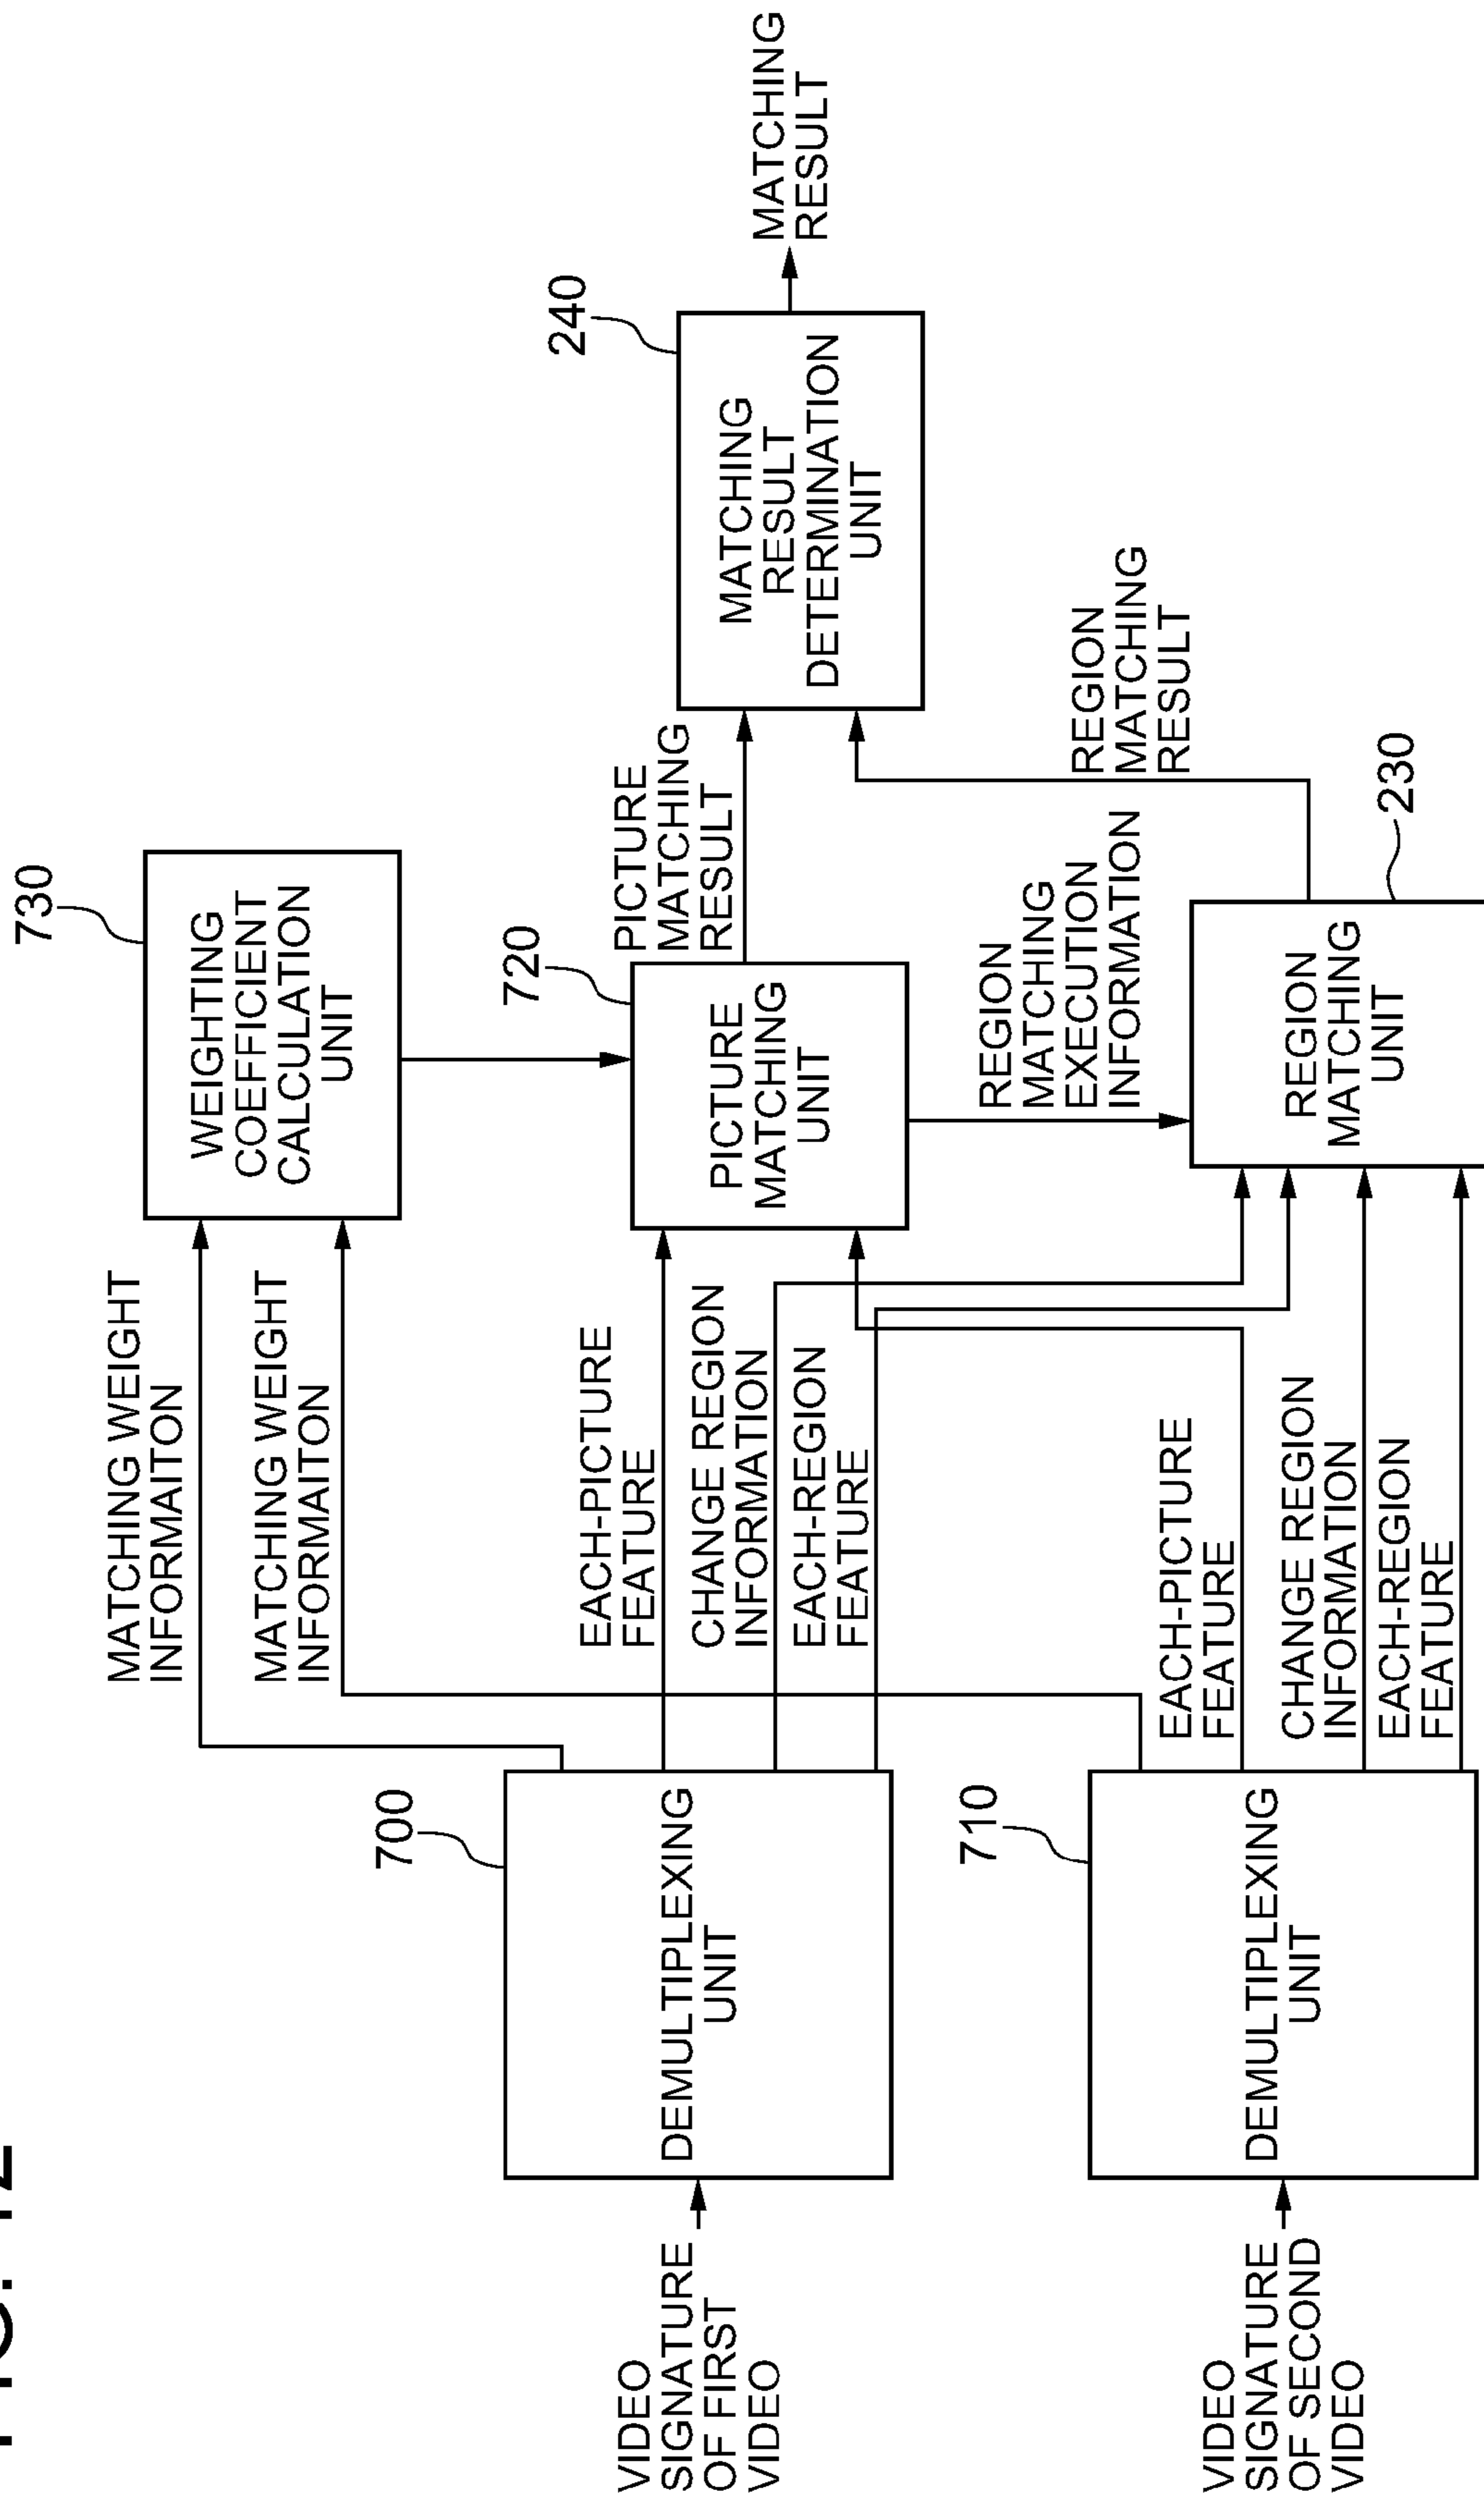 730
WEIGHTING
COEFFICIENT
CALCULATION
UNIT
MATCHING WEIGHT
INFORMAITON
MATCHING WEIGHT
INFORMAITON
VIDEO
SIGNATURE
OF FIRST
VIDEO
700
DEMULTIPLEXING
UNIT
EACH-PICTURE
FEATURE
CHANGE REGION
INFORMATION
EACH-REGION
FEATURE
720
PICTURE
MATCHING
UNIT
PICTURE
MATCHING
RESULT
240
MATCHING
RESULT
DETERMINATION
UNIT
MATCHING
RESULT
VIDEO
SIGNATURE
OF SECOND
VIDEO
710
DEMULTIPLEXING
UNIT
EACH-PICTURE
FEATURE
CHANGE REGION
INFORMATION
EACH-REGION
FEATURE
REGION
MATCHING
EXECUTION
INFORMATION
REGION
MATCHING
UNIT
230
REGION
MATCHING
RESULT